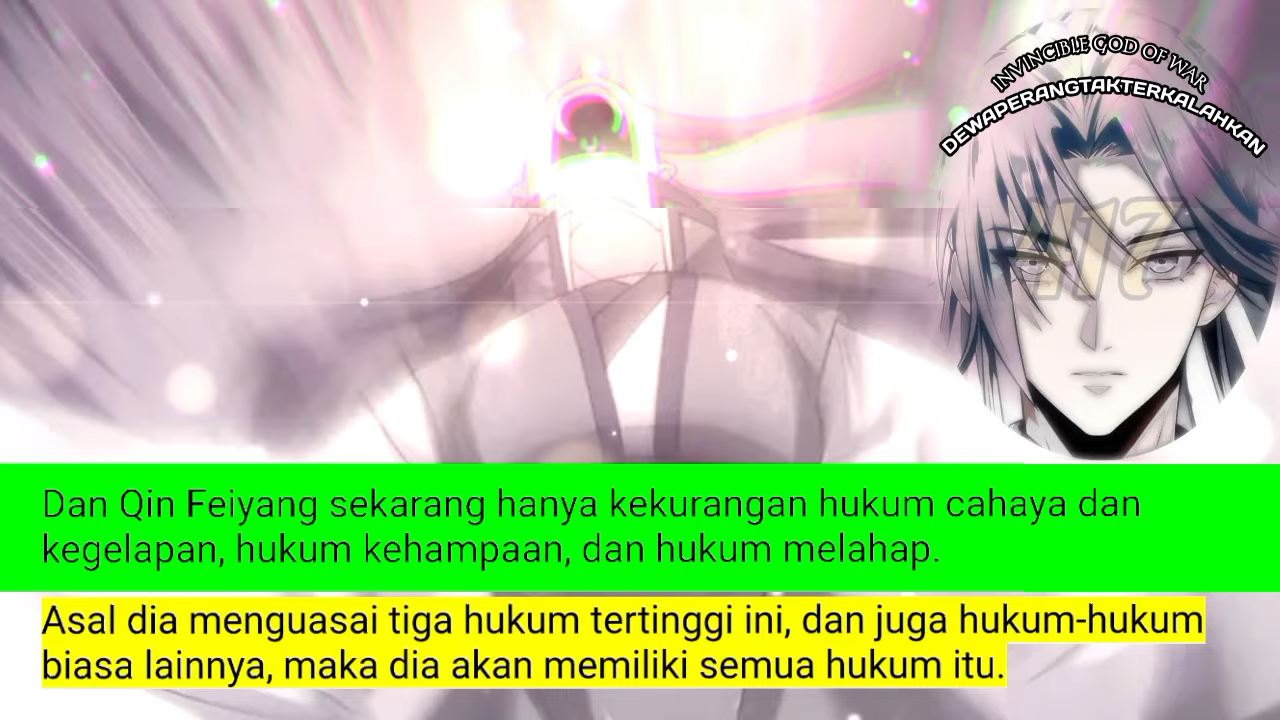 INVINCIBLE GOD OF WAR
DEWAPERANGTAKTERKALAHKAN
417
Dan Qin Feiyang sekarang hanya kekurangan hukum cahaya dan
kegelapan, hukum kehampaan, dan hukum melahap.
Asal dia menguasai tiga hukum tertinggi ini, dan juga hukum-hukum
biasa lainnya, maka dia akan memiliki semua hukum itu.